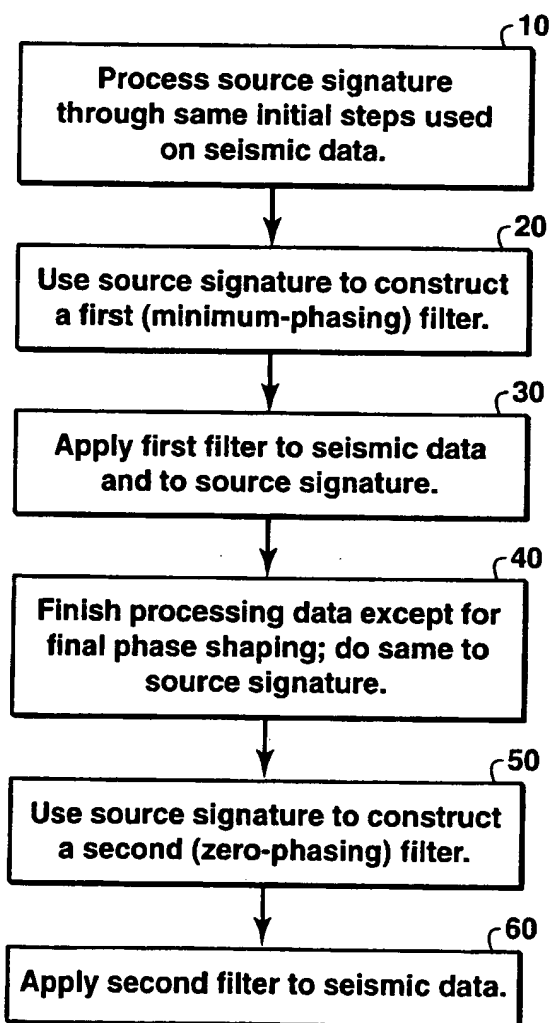 10
Process source signature
through same initial steps used
on seismic data.
20
Use source signature to construct
a first (minimum-phasing) filter.
30
Apply first filter to seismic data
and to source signature.
40
Finish processing data except for
final phase shaping; do same to
source signature.
50
Use source signature to construct
a second (zero-phasing) filter.
60
Apply second filter to seismic data.